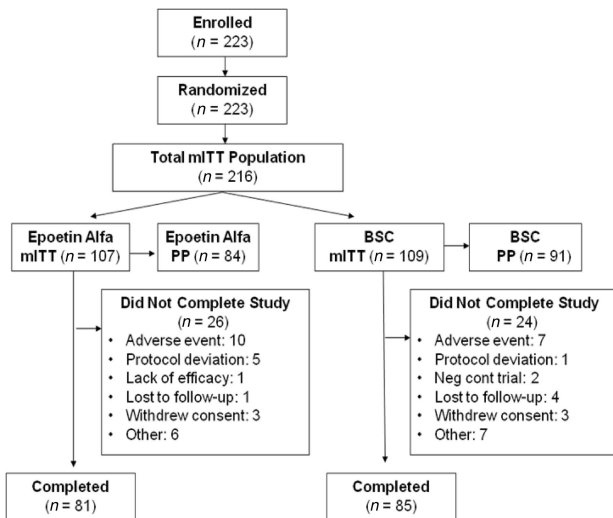 Enrolled
(n = 223)
Randomized
(n = 223)
Total mITT Population
(n = 216)
Epoetin Alfa
mITT (n = 107)
Epoetin Alfa
PP (n = 84)
BSC
mITT (n = 109)
BSC
PP (n = 91)
Did Not Complete Study
(n = 26)
• Adverse event: 10
• Protocol deviation: 5
• Lack of efficacy: 1
• Lost to follow-up: 1
• Withdrew consent: 3
• Other: 6
Did Not Complete Study
(n = 24)
• Adverse event: 7
• Protocol deviation: 1
• Neg cont trial: 2
• Lost to follow-up: 4
• Withdrew consent: 3
• Other: 7
Completed
(n = 81)
Completed
(n = 85)